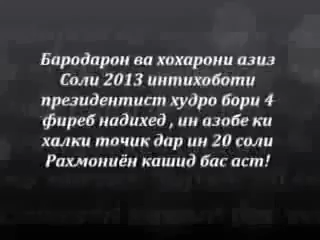 Бародарон ва хохарони азиз
Соли 2013 интихоботи
президентист худро бори 4
фиреб надихед , ин азобе ки
халки точик дар ин 20 соли
Рахмониён кашид бас аст!